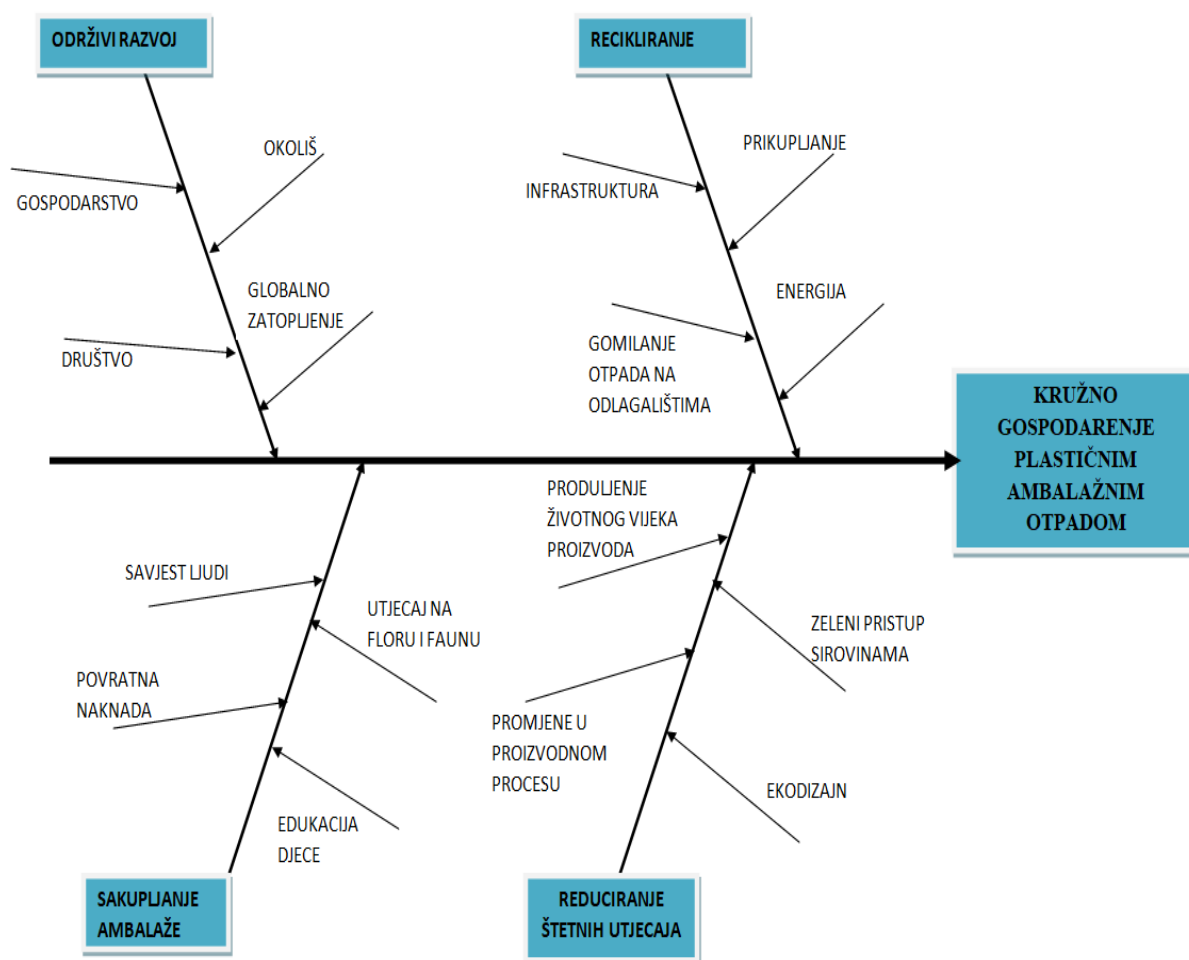 ODRŽIVI RAZVOJ
RECIKLIRANJE
OKOLIŠ
GOSPODARSTVO
GLOBALNO
ZATOPLJENJE
DRUŠTVO
PRIKUPLJANJE
INFRASTRUKTURA
ENERGIJA
GOMILANJE
OTPADA NA
ODLAGALIŠTIMA
KRUŽNO
GOSPODARENJE
PLASTIČNIM
AMBALAŽNIM
OTPADOM
SAVJEST LJUDI
UTJECAJ NA
FLORU I FAUNU
POVRATNA
NAKNADA
EDUKACIJA
DJECE
PRODULJENJE
ŽIVOTNOG VIJEKA
PROIZVODA
ZELENI PRISTUP
SIROVINAMA
PROMJENE U
PROIZVODNOM
PROCESU
EKODIZAJN
SAKUPLJANJE
AMBALAŽE
REDUCIRANJE
ŠTETNIH UTJECAJA